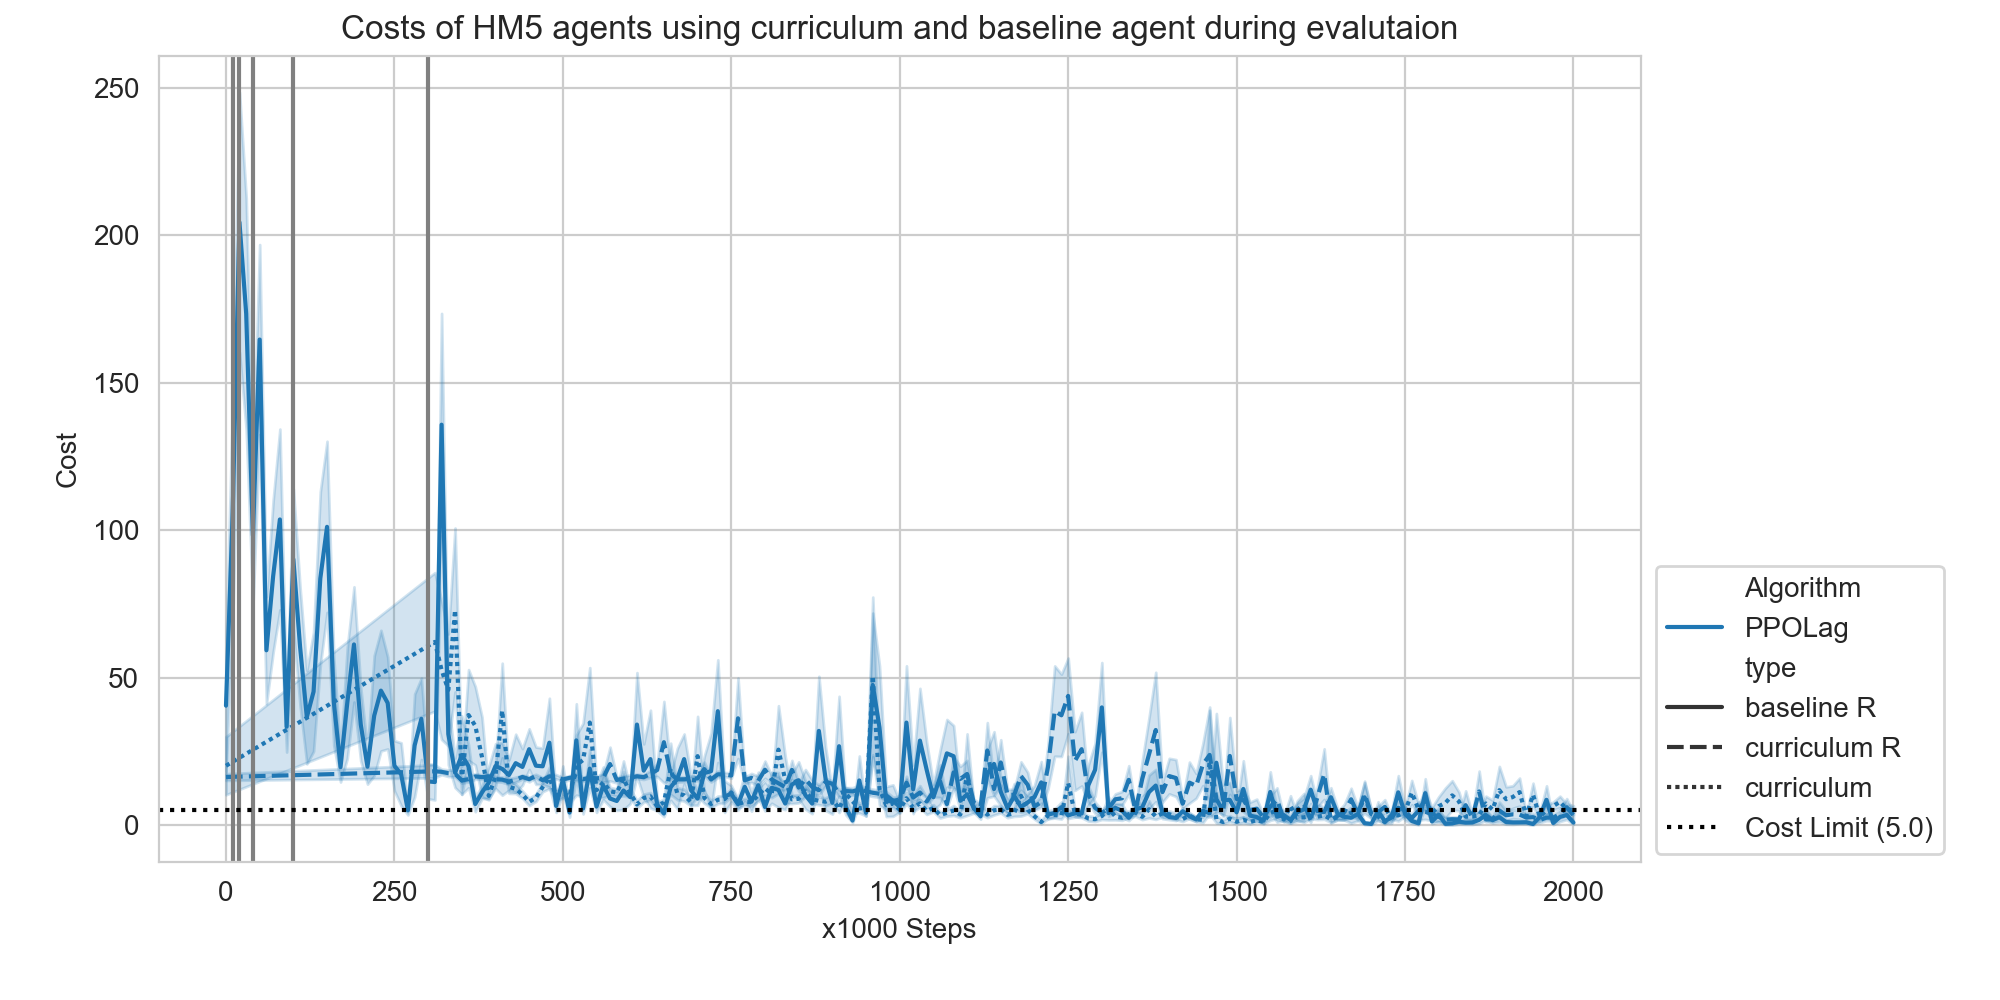 Costs of HM5 agents using curriculum and baseline agent during evalutaion
250
200
150
100
50
0
Cost
0 250 500 750 1000 1250 1500 1750 2000
x1000 Steps
Algorithm
PPOLag
type
baseline R
curriculum R
curriculum
Cost Limit (5.0)